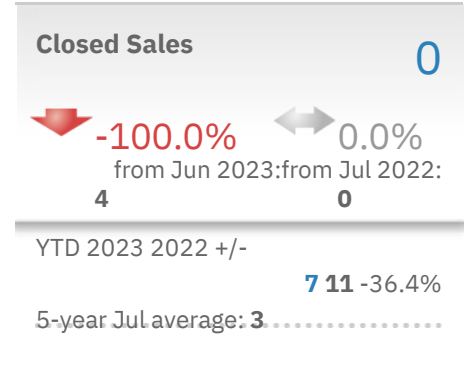 Closed Sales 0
-100.0% 0.0%
from Jun 2023: from Jul 2022:
4 0
YTD 2023 2022 +/-
7 11 -36.4%
5-year Jul average: 3